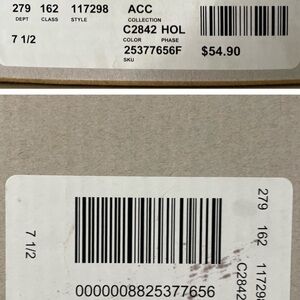 279 162 117298 ACC
DEPT CLASS STYLE COLLECTION
C2842 HOL
7 1/2 COLOR PHASE
25377656F $54.90
SKU
7 1/2
0000008825377656
279 162 117298
C2842